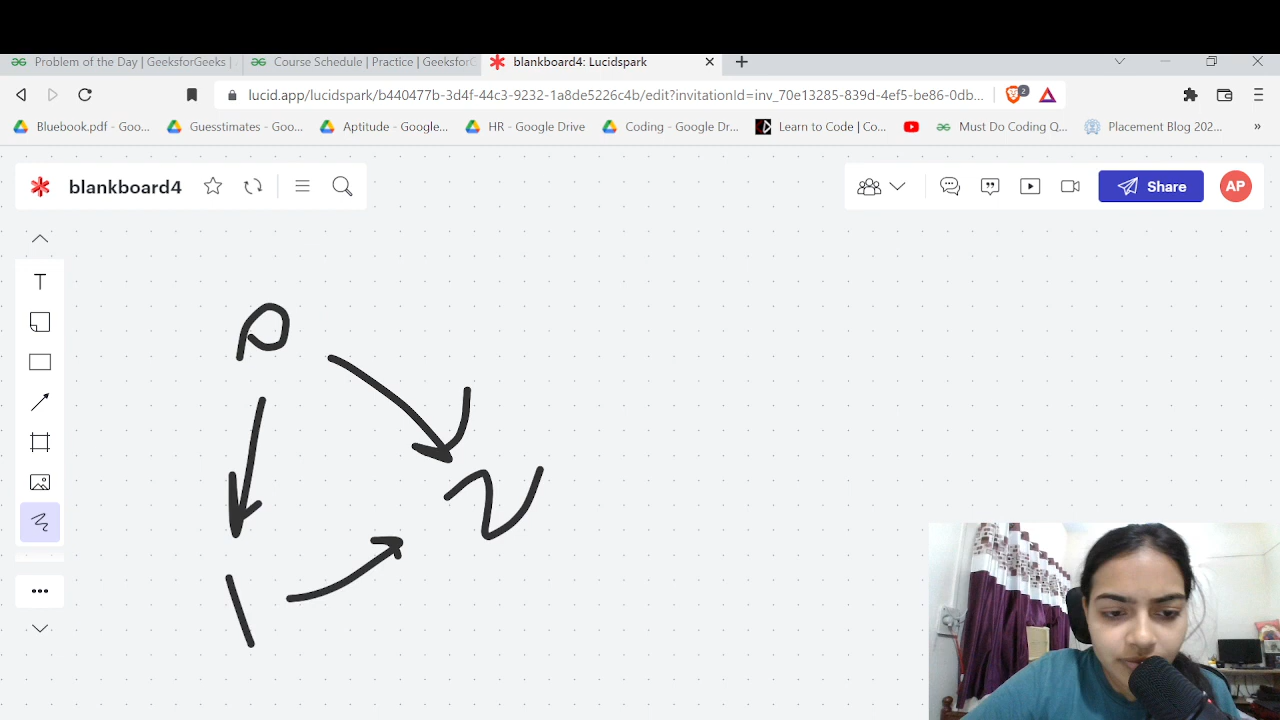 Problem of the Day | GeeksforGeeks |
Course Schedule | Practice | GeeksforG
blankboard4: Lucidspark
lucid.app/lucidspark/b440477b-3d4f-44c3-9232-1a8de5226c4b/edit?invitationId=inv_70e13285-839d-4ef5-be86-0db...
2
Bluebook.pdf - Goo...
Guesstimates - Goo...
Aptitude - Google...
HR - Google Drive
Coding - Google Dr...
Learn to Code | Co...
Must Do Coding Q...
Placement Blog 202...
»
blankboard4
Share
AP
T
0
2
1